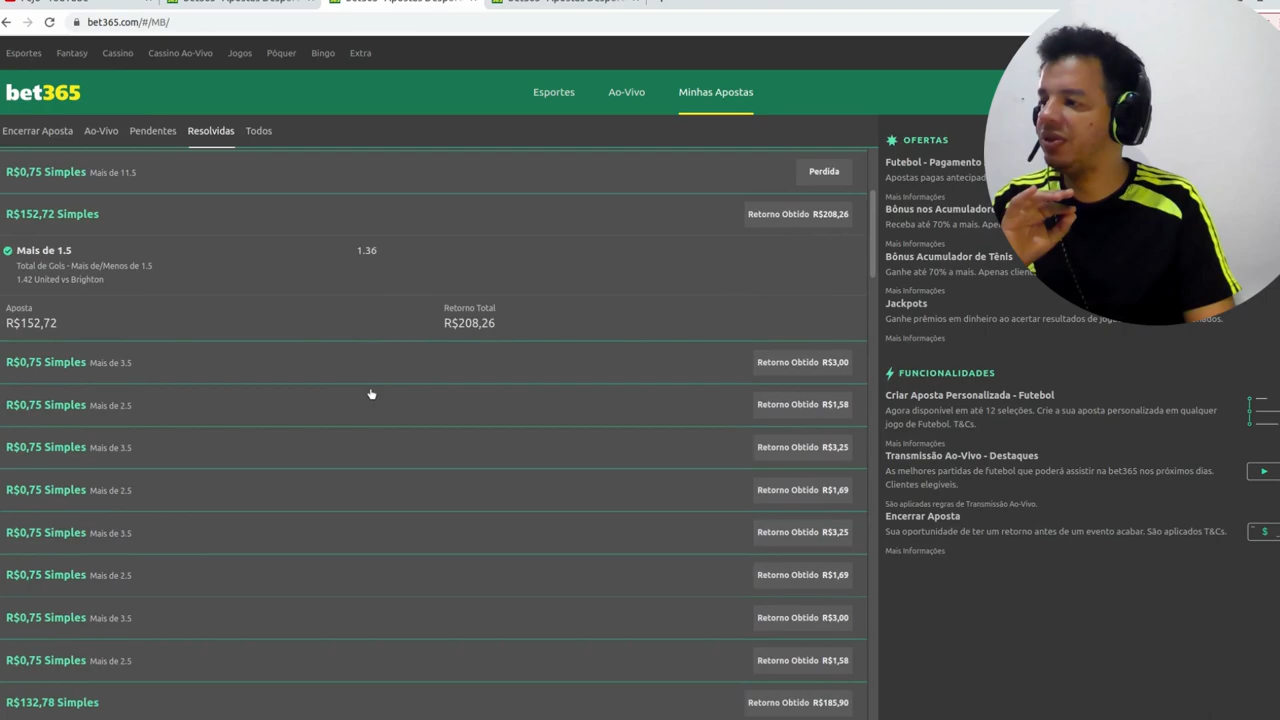 bet365.com/#/MB/
Esportes Fantasy Cassino Cassino Ao-Vivo Jogos Pôquer Bingo Extra
bet365 Esportes Ao-Vivo Minhas Apostas
Encerrar Aposta Ao-Vivo Pendentes Resolvidas Todos
R$0,75 Simples Mais de 11.5 Perdida
R$152,72 Simples Retorno Obtido R$208,26
Mais de 1.5 1.36
Total de Gols - Mais de/Menos de 1.5
1.42 United vs Brighton
Aposta Retorno Total
R$152,72 R$208,26
R$0,75 Simples Mais de 3.5 Retorno Obtido R$3,00
R$0,75 Simples Mais de 2.5 Retorno Obtido R$1,58
R$0,75 Simples Mais de 3.5 Retorno Obtido R$3,25
R$0,75 Simples Mais de 2.5 Retorno Obtido R$1,69
R$0,75 Simples Mais de 3.5 Retorno Obtido R$3,25
R$0,75 Simples Mais de 2.5 Retorno Obtido R$1,69
R$0,75 Simples Mais de 3.5 Retorno Obtido R$3,00
R$0,75 Simples Mais de 2.5 Retorno Obtido R$1,58
R$132,78 Simples Retorno Obtido R$185,90
OFERTAS
Futebol - Pagamento
Apostas pagas
Mais Informações
Bônus nos
Receba até 70% a mais.
Mais Informações
Bônus Acumulador de Tênis
Ganhe até 70% a mais. Apenas
Mais Informações
Jackpots
Ganhe prêmios em dinheiro ao acertar resultados de
Mais Informações
FUNCIONALIDADES
Criar Aposta Personalizada - Futebol
Agora disponível em até 12 seleções. Crie a sua aposta personalizada em qualquer
jogo de Futebol. T&Cs.
Mais Informações
Transmissão Ao-Vivo - Destaques
As melhores partidas de futebol que poderá assistir na bet365 nos próximos dias.
Clientes elegíveis.
São aplicadas regras de Transmissão Ao-Vivo.
Encerrar Aposta
Sua oportunidade de ter um retorno antes de um evento acabar. São aplicados T&Cs.
Mais Informações